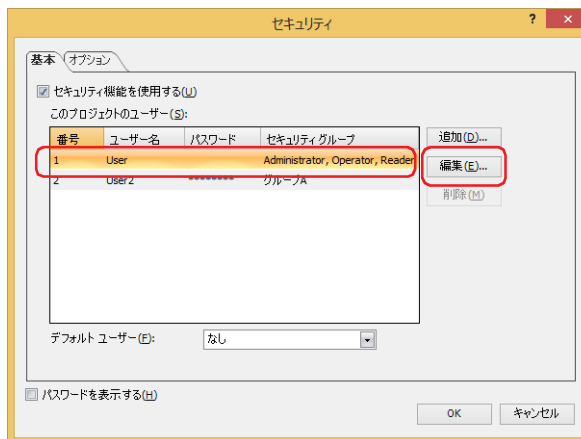 セキュリティ
? ×
基本 オプション
セキュリティ機能を使用する(U)
このプロジェクトのユーザー(S):
番号 ユーザー名 パスワード セキュリティ グループ
1 User Administrator, Operator, Reader
2 User2 ******** グループA
追加(D)...
編集(E)...
削除(M)
デフォルト ユーザー(F): なし
パスワードを表示する(H)
OK キャンセル